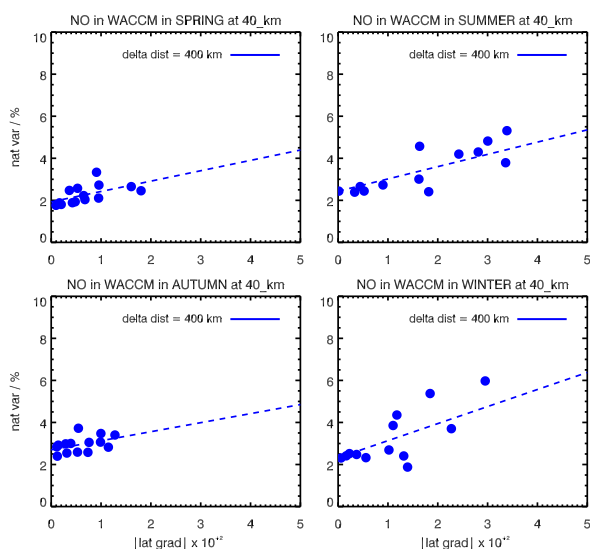 NO in WACCM in SPRING at 40_km
NO in WACCM in SUMMER at 40_km
10
8
6
4
2
0
nat var / %
delta dist = 400 km
0 1 2 3 4 5
10
8
6
4
2
0
delta dist = 400 km
0 1 2 3 4 5
NO in WACCM in AUTUMN at 40_km
NO in WACCM in WINTER at 40_km
10
8
6
4
2
0
nat var / %
delta dist = 400 km
0 1 2 3 4 5
|lat grad| x 10⁺²
10
8
6
4
2
0
delta dist = 400 km
0 1 2 3 4 5
|lat grad| x 10⁺²